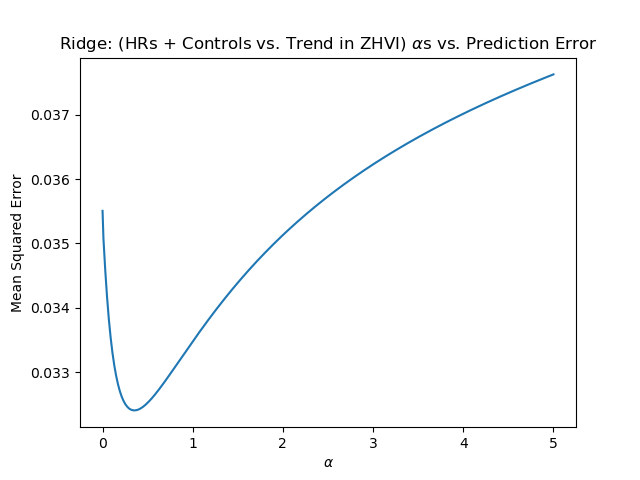 Ridge: (HRs + Controls vs. Trend in ZHVI) αs vs. Prediction Error
Mean Squared Error
0.037
0.036
0.035
0.034
0.033
0 1 2 3 4 5
α